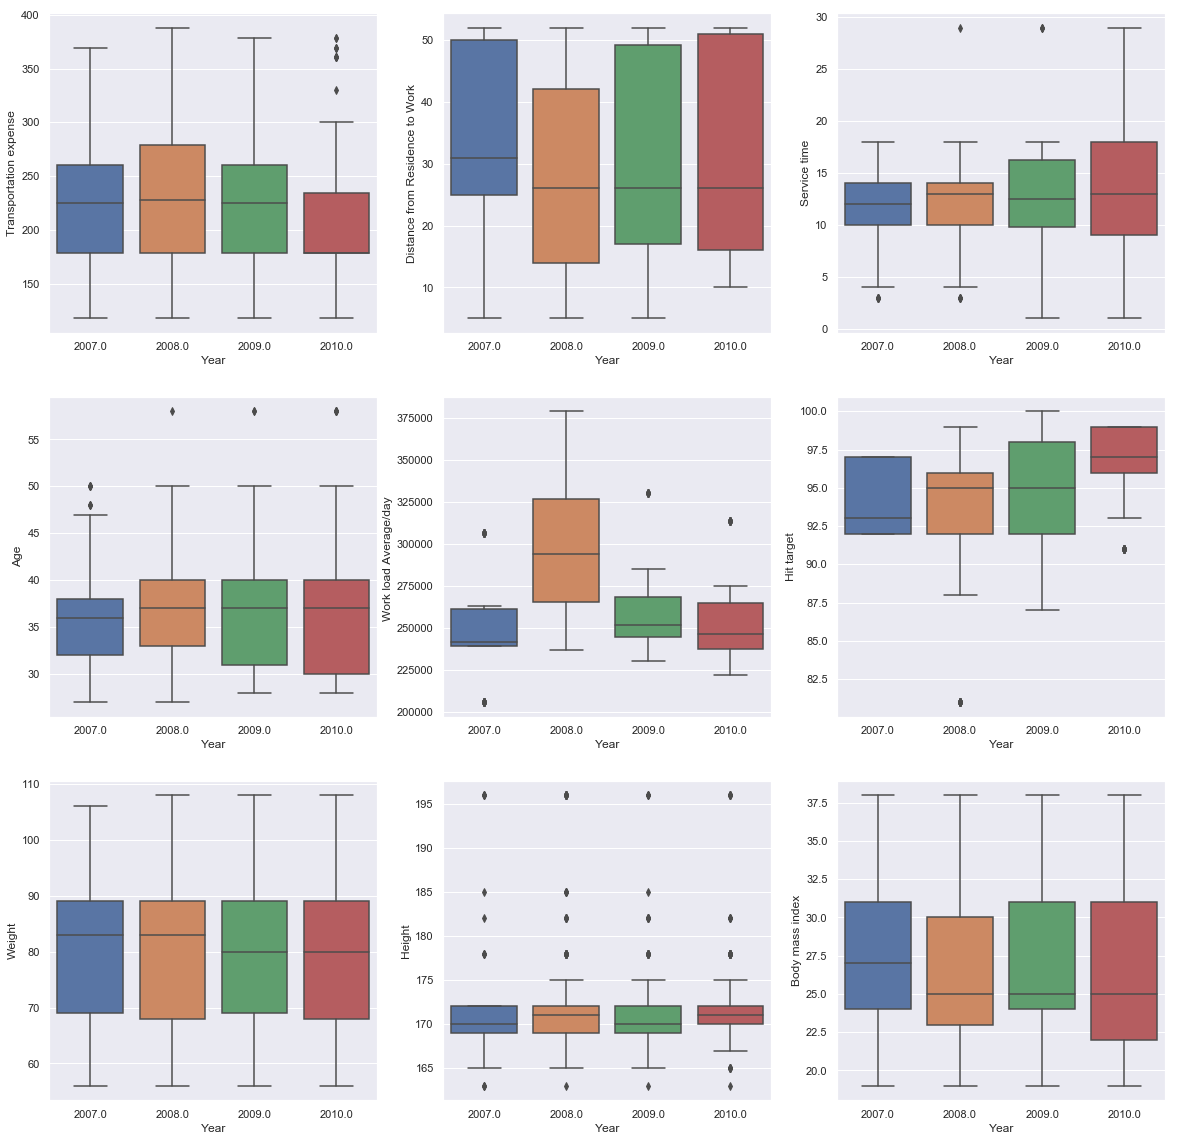 400
350
300
250
200
150
Transportation expense
2007.0 2008.0 2009.0 2010.0
Year
50
40
30
20
10
Distance from Residence to Work
2007.0 2008.0 2009.0 2010.0
Year
30
25
20
15
10
5
0
Service time
2007.0 2008.0 2009.0 2010.0
Year
55
50
45
40
35
30
Age
2007.0 2008.0 2009.0 2010.0
Year
375000
350000
325000
300000
275000
250000
225000
200000
Work load Average/day
2007.0 2008.0 2009.0 2010.0
Year
100.0
97.5
95.0
92.5
90.0
87.5
85.0
82.5
Hit target
2007.0 2008.0 2009.0 2010.0
Year
110
100
90
80
70
60
Weight
2007.0 2008.0 2009.0 2010.0
Year
195
190
185
180
175
170
165
Height
2007.0 2008.0 2009.0 2010.0
Year
37.5
35.0
32.5
30.0
27.5
25.0
22.5
20.0
Body mass index
2007.0 2008.0 2009.0 2010.0
Year